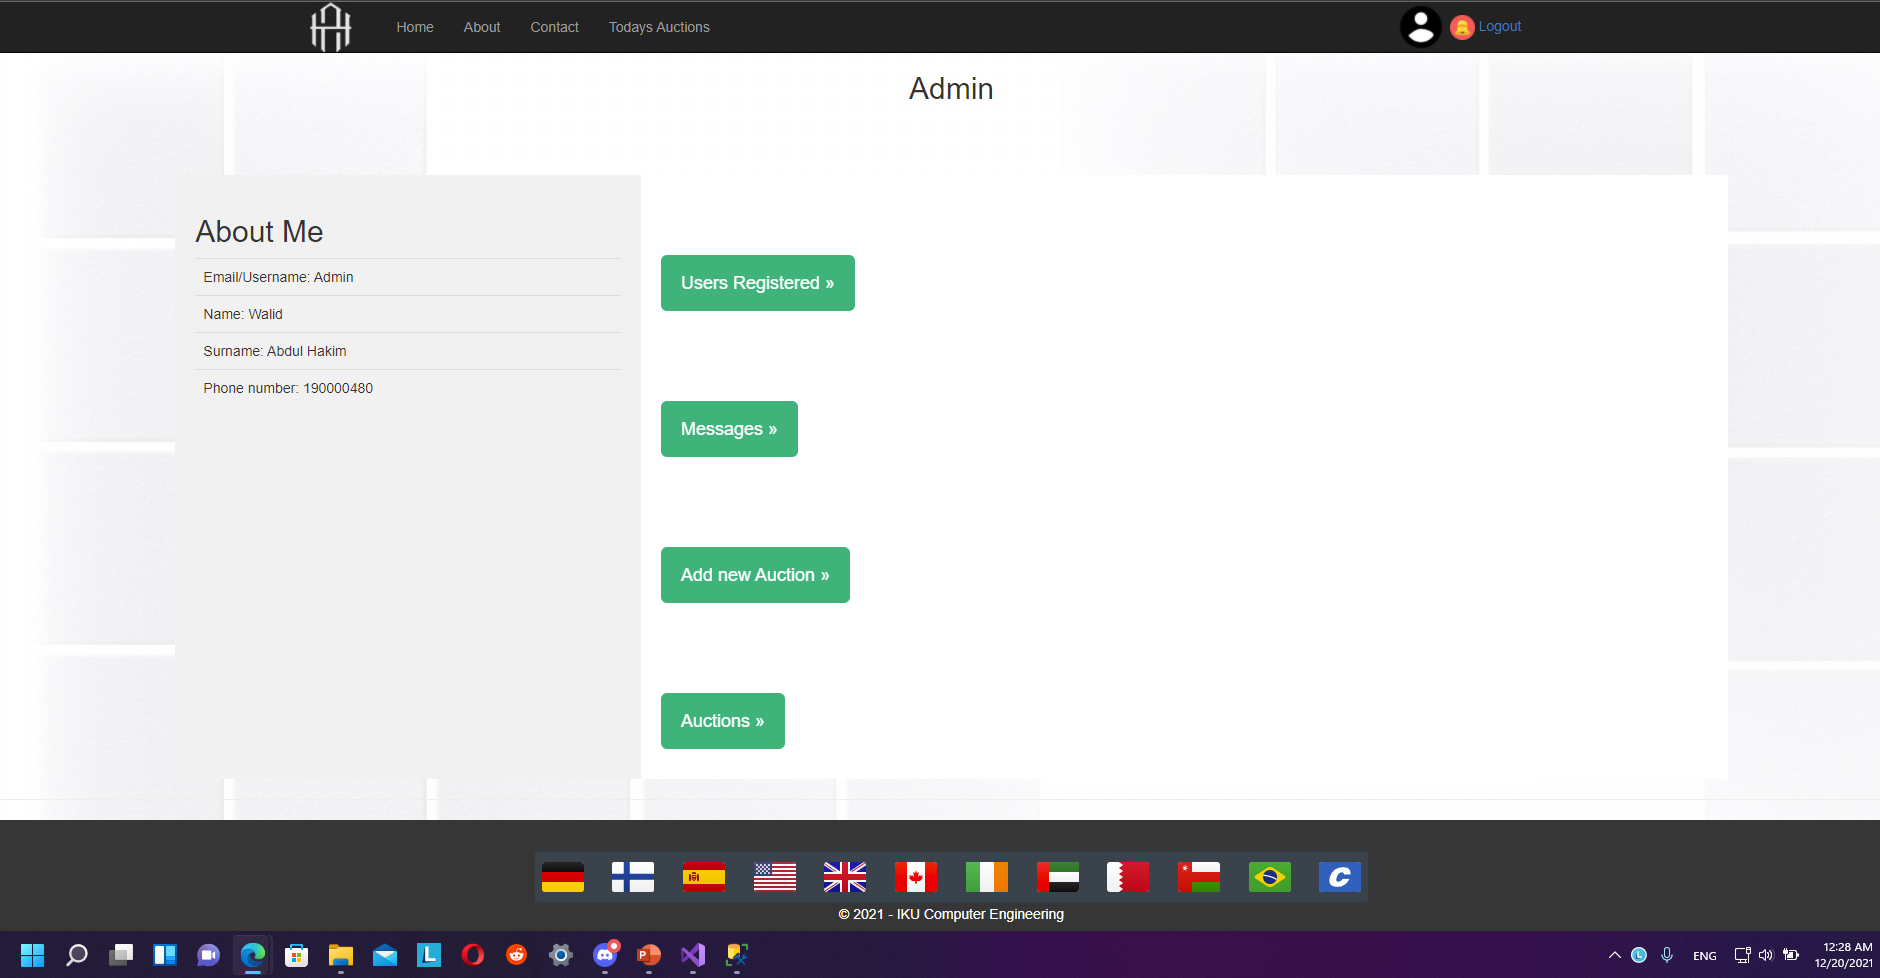 Home About Contact Todays Auctions Logout
Admin
About Me
Email/Username: Admin
Name: Walid
Surname: Abdul Hakim
Phone number: 190000480
Users Registered »
Messages »
Add new Auction »
Auctions »
C
© 2021 - IKU Computer Engineering
L
P
L
ENG
12:28 AM
12/20/2021